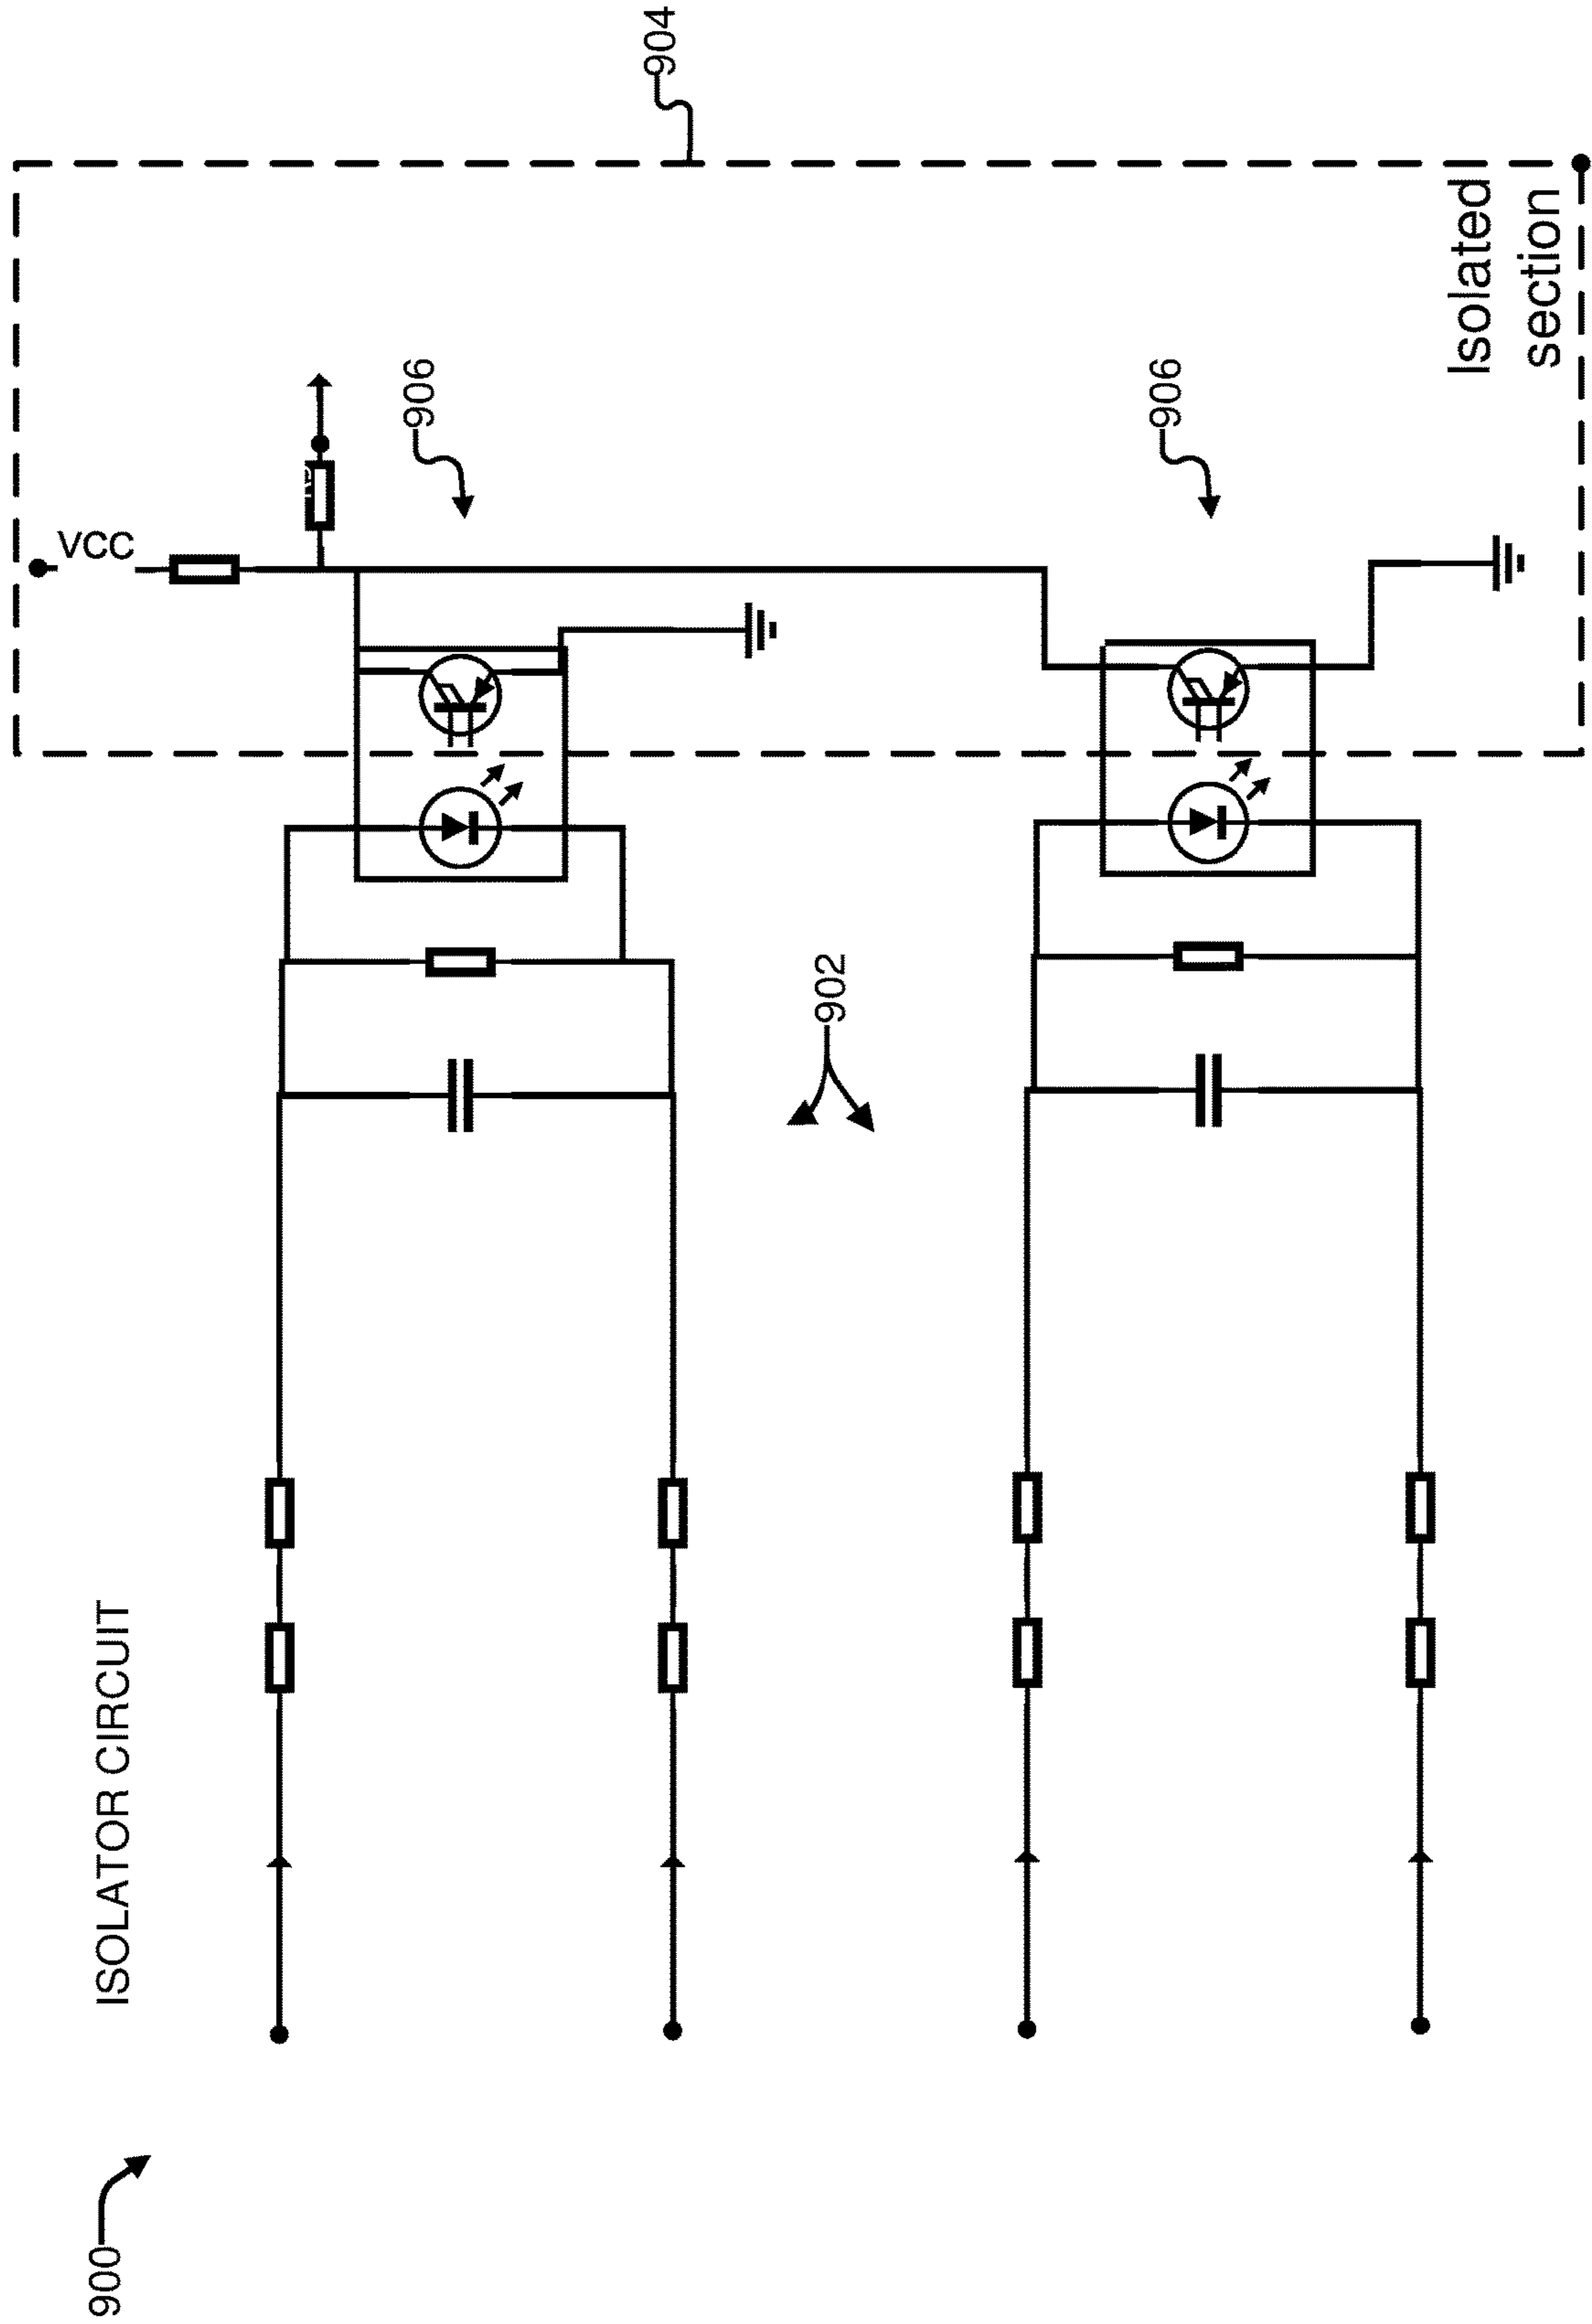 900
ISOLATOR CIRCUIT
902
VCC
906
906
904
Isolated
section